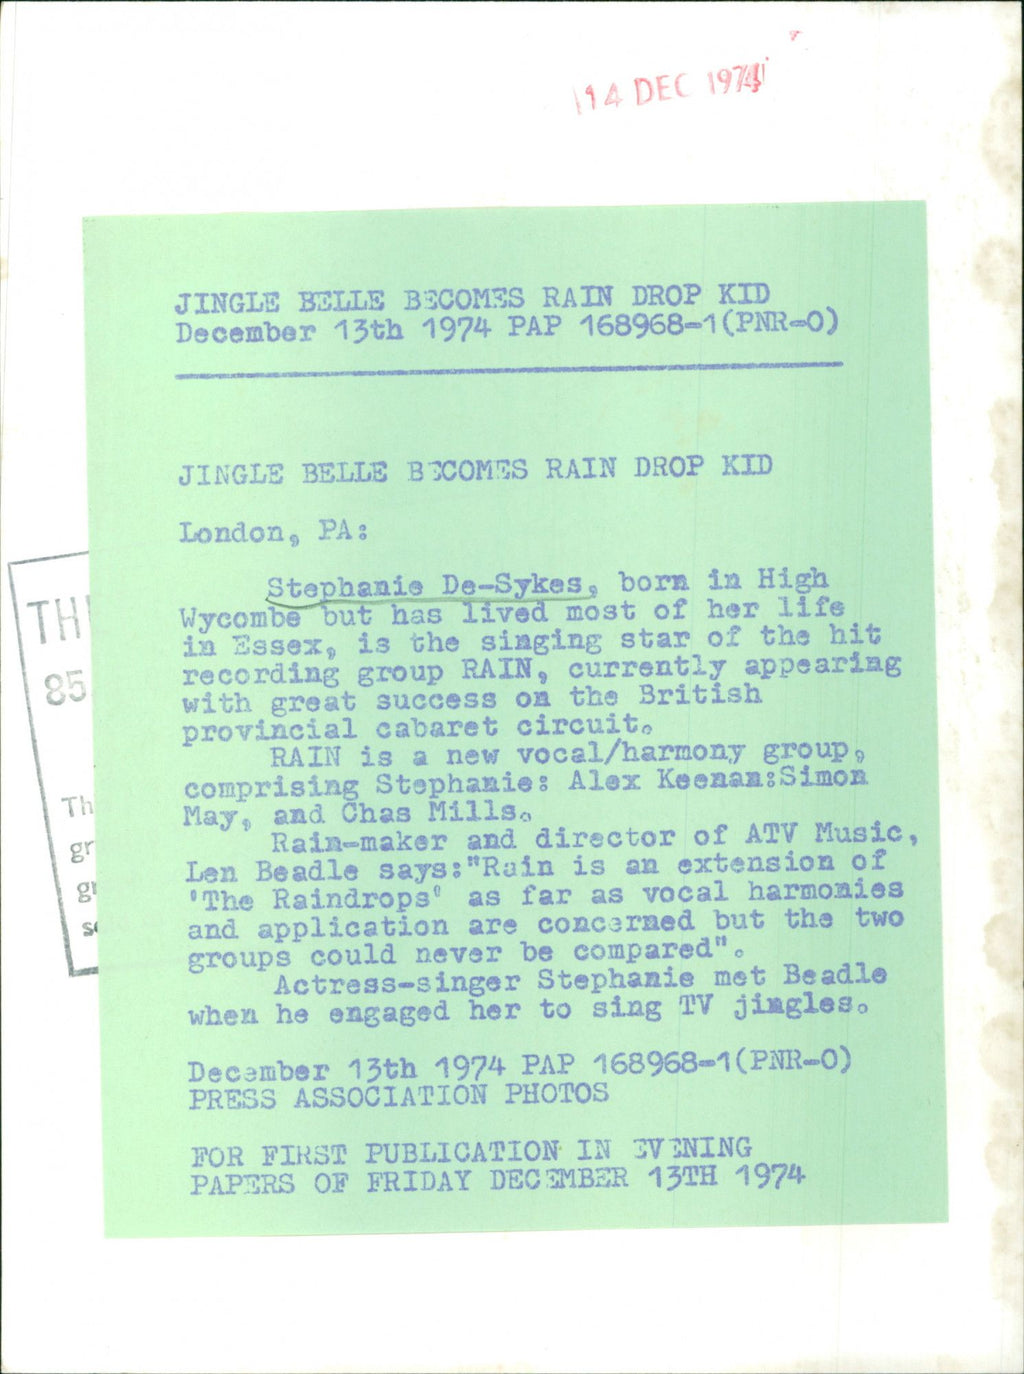 14 DEC 1974
JINGLE BELLE BECOMES RAIN DROP KID
December 13th 1974 PAP 168968-1(PNR-0)
JINGLE BELLE BECOMES RAIN DROP KID
London, PA:
Stephanie De-Sykes, born in High
Wycombe but has lived most of her life
in Essex, is the singing star of the hit
recording group RAIN, currently appearing
with great success on the British
provincial cabaret circuit.
RAIN is a new vocal/harmony group,
comprising Stephanie: Alex Keenan:Simon
May, and Chas Mills.
Rain-maker and director of ATV Music,
Len Beadle says:"Rain is an extension of
'The Raindrops' as far as vocal harmonies
and application are concerned but the two
groups could never be compared".
Actress-singer Stephanie met Beadle
when he engaged her to sing TV jingles.
December 13th 1974 PAP 168968-1(PNR-0)
PRESS ASSOCIATION PHOTOS
FOR FIRST PUBLICATION IN EVENING
PAPERS OF FRIDAY DECEMBER 13TH 1974
TH
85
Th
gr